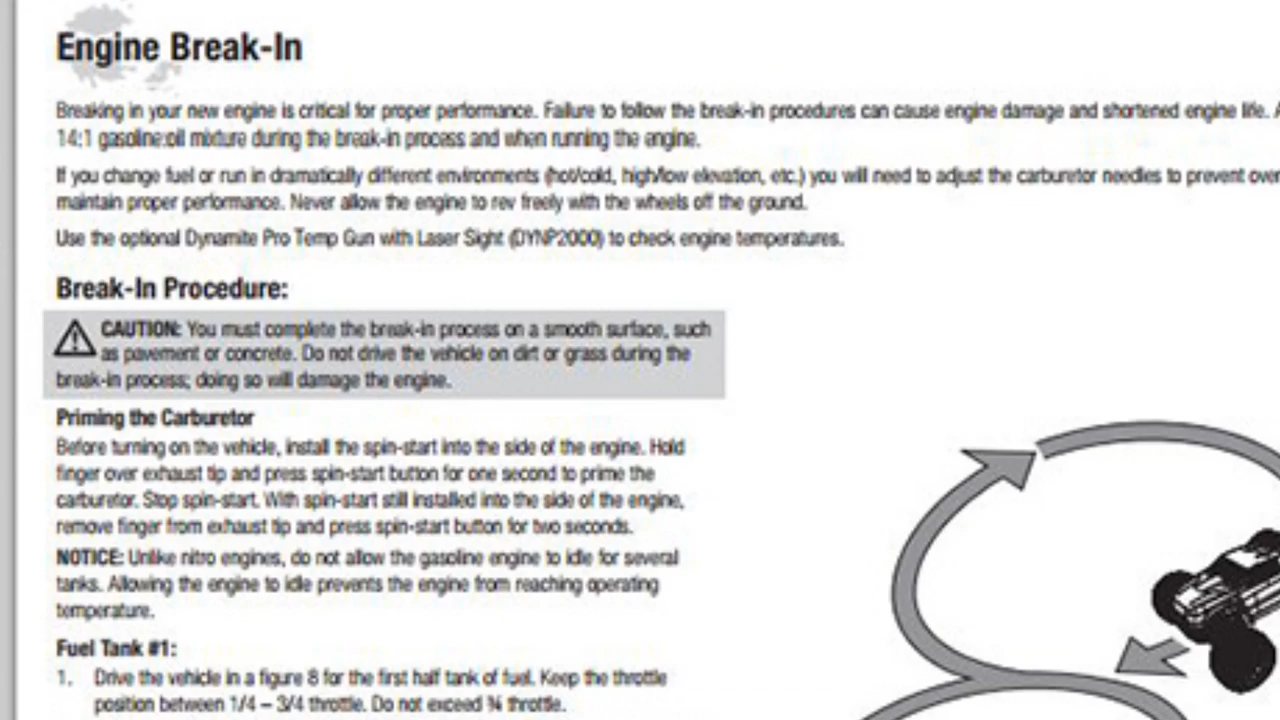 Engine Break-In
Breaking in your new engine is critical for proper performance. Failure to follow the break-in procedures can cause engine damage and shortened engine life.
14:1 gasoline:oil mixture during the break-in process and when running the engine.
If you change fuel or run in dramatically different environments (hot/cold, high/low elevation, etc.) you will need to adjust the carburetor needles to prevent over
maintain proper performance. Never allow the engine to rev freely with the wheels off the ground.
Use the optional Dynamite Pro Temp Gun with Laser Sight (DYNP2000) to check engine temperatures.
Break-In Procedure:
CAUTION: You must complete the break-in process on a smooth surface, such
as pavement or concrete. Do not drive the vehicle on dirt or grass during the
break-in process; doing so will damage the engine.
Priming the Carburetor
Before turning on the vehicle, install the spin-start into the side of the engine. Hold
finger over exhaust tip and press spin-start button for one second to prime the
carburetor. Stop spin-start. With spin-start still installed into the side of the engine,
remove finger from exhaust tip and press spin-start button for two seconds.
NOTICE: Unlike nitro engines, do not allow the gasoline engine to idle for several
tanks. Allowing the engine to idle prevents the engine from reaching operating
temperature.
Fuel Tank #1:
1. Drive the vehicle in a figure 8 for the first half tank of fuel. Keep the throttle
position between 1/4 – 3/4 throttle. Do not exceed ¾ throttle.